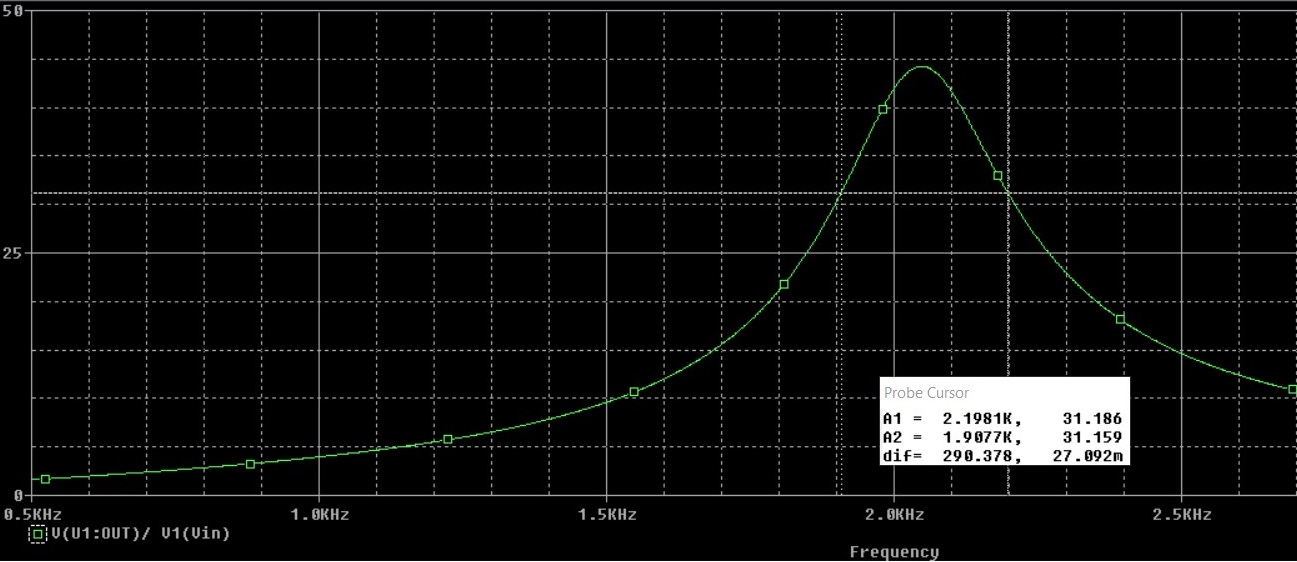 50
25
0
0.5KHz 1.0KHz 1.5KHz 2.0KHz 2.5KHz
V(U1:OUT)/ V1(Vin)
Frequency
Probe Cursor
A1 = 2.1981K, 31.186
A2 = 1.9077K, 31.159
dif= 290.378, 27.092m